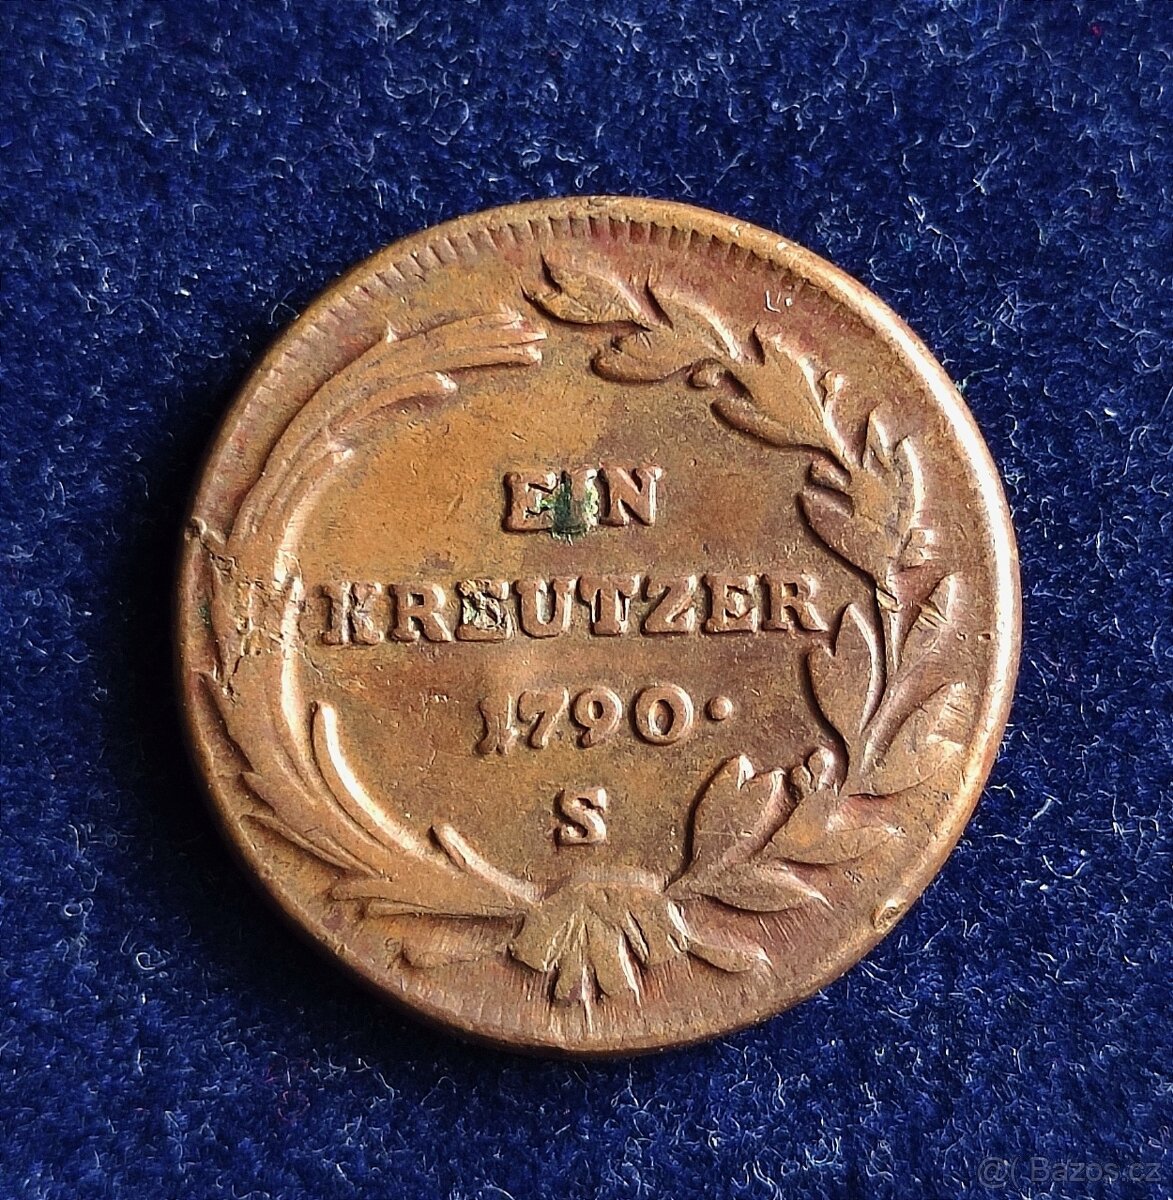 EIN
KREUTZER
1790·
S
@( Bazos.cz